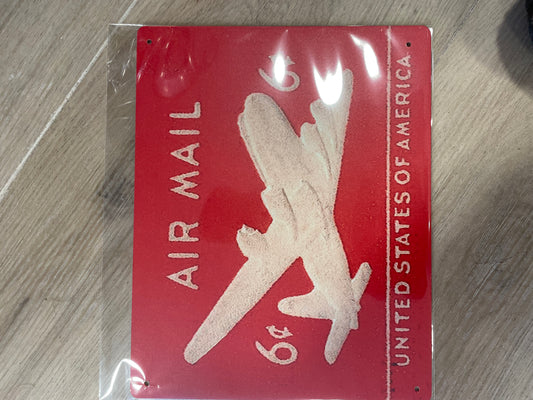 AIR MAIL
6¢
6¢
UNITED STATES OF AMERICA